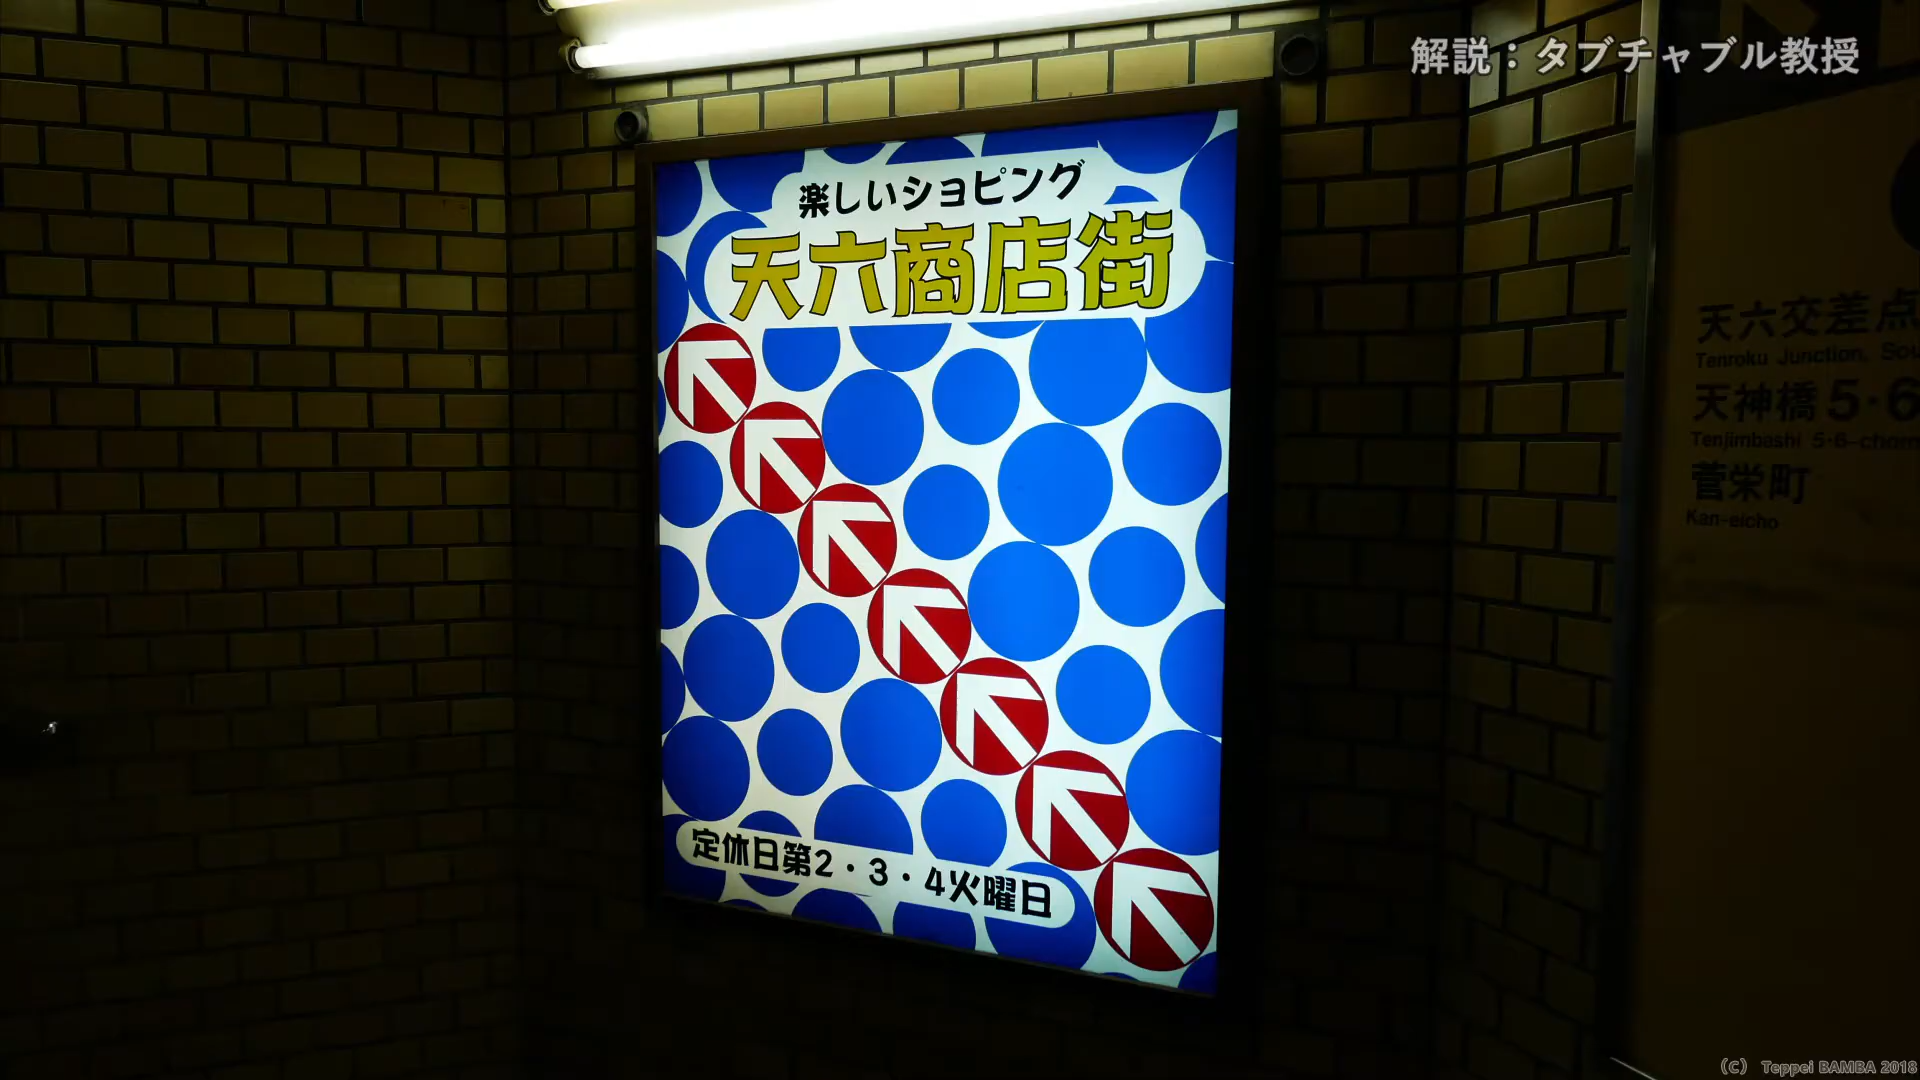 解説：タブチャブル教授
楽しいショピング
天六商店街
定休日第2・3・4火曜日
天六交差点
Tenroku Junction, Sou
天神橋5・6
Tenjimbashi 5・6-chom
菅栄町
Kan-eicho
(C) Teppei BAMBA 2018